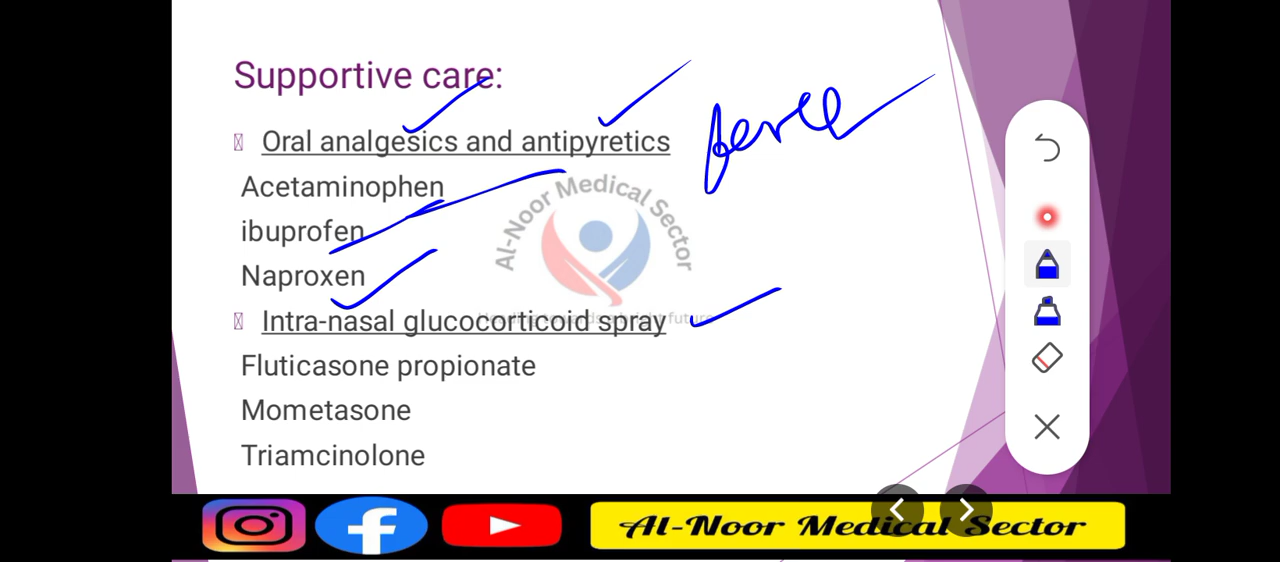 Supportive care:
Oral analgesics and antipyretics
Acetaminophen
ibuprofen
Naproxen
Intra-nasal glucocorticoid spray
Fluticasone propionate
Mometasone
Triamcinolone
Al-Noor Medical Sector
Al-Noor Medical Sector